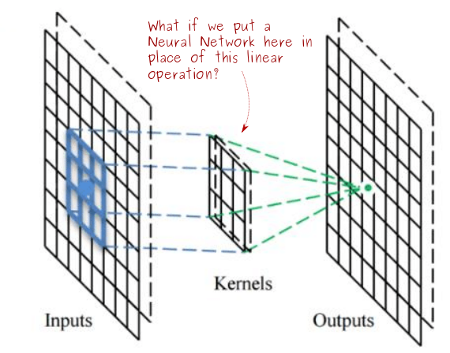 What if we put a
Neural Network here in
place of this linear
operation?
Kernels
Inputs
Outputs